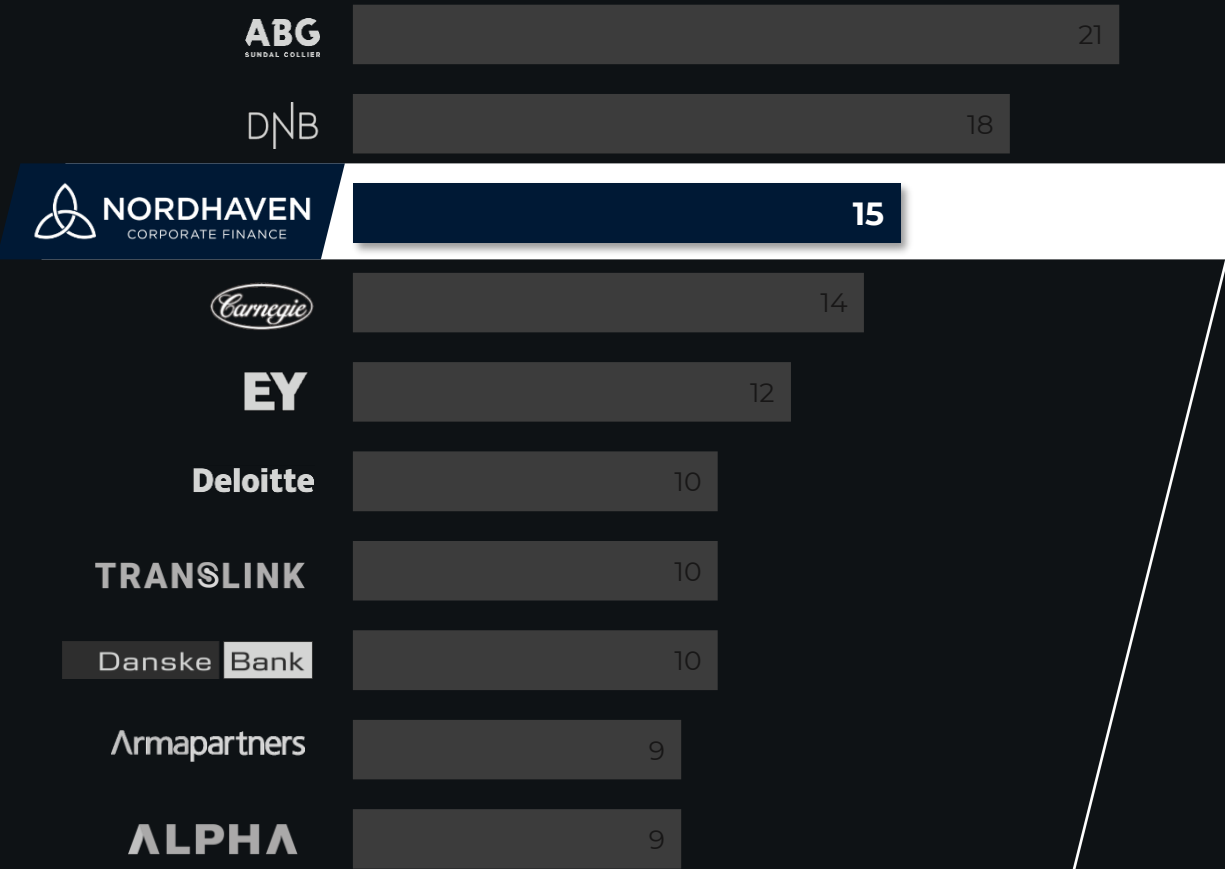 ABG
SUNDAL COLLIER
21
DNB
18
NORDHAVEN
CORPORATE FINANCE
15
Carnegie
14
EY
12
Deloitte
10
TRANSLINK
10
Danske Bank
10
Armapartners
9
ALPHA
9